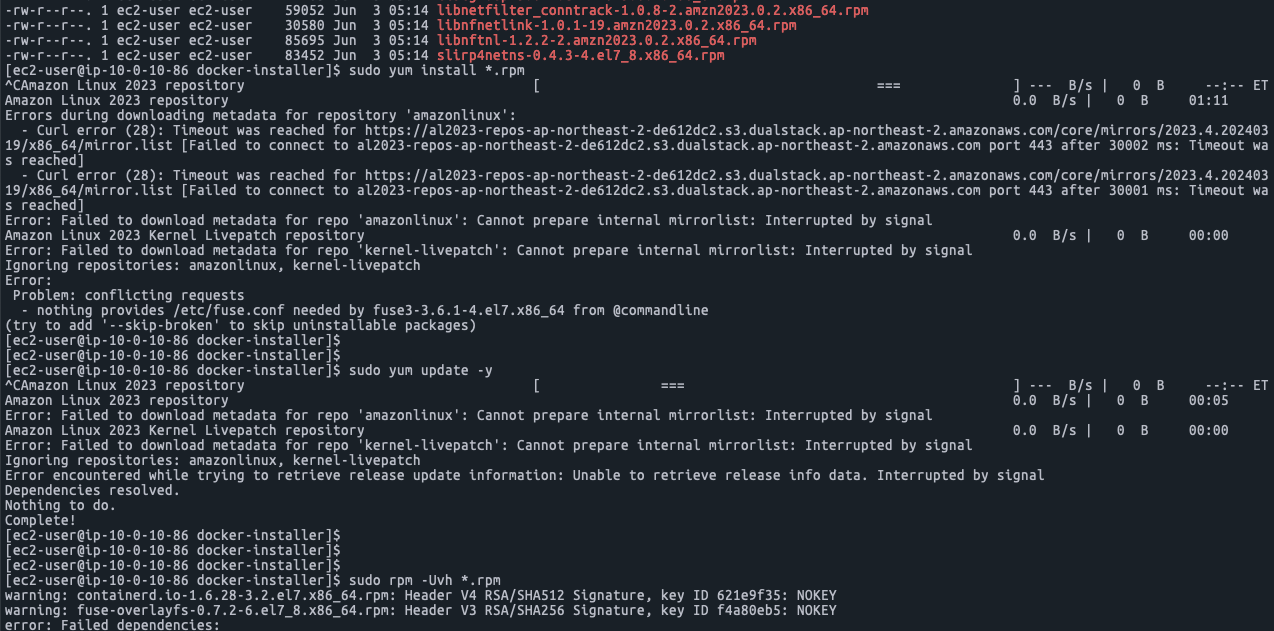 -rw-r--r--. 1 ec2-user ec2-user    59052 Jun  3 05:14 libnetfilter_conntrack-1.0.8-2.amzn2023.0.2.x86_64.rpm
-rw-r--r--. 1 ec2-user ec2-user    30580 Jun  3 05:14 libnfnetlink-1.0.1-19.amzn2023.0.2.x86_64.rpm
-rw-r--r--. 1 ec2-user ec2-user    85695 Jun  3 05:14 libnftnl-1.2.2-2.amzn2023.0.2.x86_64.rpm
-rw-r--r--. 1 ec2-user ec2-user    83452 Jun  3 05:14 slirp4netns-0.4.3-4.el7_8.x86_64.rpm
[ec2-user@ip-10-0-10-86 docker-installer]$ sudo yum install *.rpm
^CAmazon Linux 2023 repository                                    [                                          ===              ] ---  B/s |   0  B     --:-- ET
Amazon Linux 2023 repository                                                                                                  0.0  B/s |   0  B     01:11
Errors during downloading metadata for repository 'amazonlinux':
  - Curl error (28): Timeout was reached for https://al2023-repos-ap-northeast-2-de612dc2.s3.dualstack.ap-northeast-2.amazonaws.com/core/mirrors/2023.4.202403
19/x86_64/mirror.list [Failed to connect to al2023-repos-ap-northeast-2-de612dc2.s3.dualstack.ap-northeast-2.amazonaws.com port 443 after 30002 ms: Timeout wa
s reached]
  - Curl error (28): Timeout was reached for https://al2023-repos-ap-northeast-2-de612dc2.s3.dualstack.ap-northeast-2.amazonaws.com/core/mirrors/2023.4.202403
19/x86_64/mirror.list [Failed to connect to al2023-repos-ap-northeast-2-de612dc2.s3.dualstack.ap-northeast-2.amazonaws.com port 443 after 30001 ms: Timeout wa
s reached]
Error: Failed to download metadata for repo 'amazonlinux': Cannot prepare internal mirrorlist: Interrupted by signal
Amazon Linux 2023 Kernel Livepatch repository                                                                                 0.0  B/s |   0  B     00:00
Error: Failed to download metadata for repo 'kernel-livepatch': Cannot prepare internal mirrorlist: Interrupted by signal
Ignoring repositories: amazonlinux, kernel-livepatch
Error:
 Problem: conflicting requests
  - nothing provides /etc/fuse.conf needed by fuse3-3.6.1-4.el7.x86_64 from @commandline
(try to add '--skip-broken' to skip uninstallable packages)
[ec2-user@ip-10-0-10-86 docker-installer]$
[ec2-user@ip-10-0-10-86 docker-installer]$
[ec2-user@ip-10-0-10-86 docker-installer]$ sudo yum update -y
^CAmazon Linux 2023 repository                                    [               ===                                         ] ---  B/s |   0  B     --:-- ET
Amazon Linux 2023 repository                                                                                                  0.0  B/s |   0  B     00:05
Error: Failed to download metadata for repo 'amazonlinux': Cannot prepare internal mirrorlist: Interrupted by signal
Amazon Linux 2023 Kernel Livepatch repository                                                                                 0.0  B/s |   0  B     00:00
Error: Failed to download metadata for repo 'kernel-livepatch': Cannot prepare internal mirrorlist: Interrupted by signal
Ignoring repositories: amazonlinux, kernel-livepatch
Error encountered while trying to retrieve release update information: Unable to retrieve release info data. Interrupted by signal
Dependencies resolved.
Nothing to do.
Complete!
[ec2-user@ip-10-0-10-86 docker-installer]$
[ec2-user@ip-10-0-10-86 docker-installer]$
[ec2-user@ip-10-0-10-86 docker-installer]$
[ec2-user@ip-10-0-10-86 docker-installer]$ sudo rpm -Uvh *.rpm
warning: containerd.io-1.6.28-3.2.el7.x86_64.rpm: Header V4 RSA/SHA512 Signature, key ID 621e9f35: NOKEY
warning: fuse-overlayfs-0.7.2-6.el7_8.x86_64.rpm: Header V3 RSA/SHA256 Signature, key ID f4a80eb5: NOKEY
error: Failed dependencies: